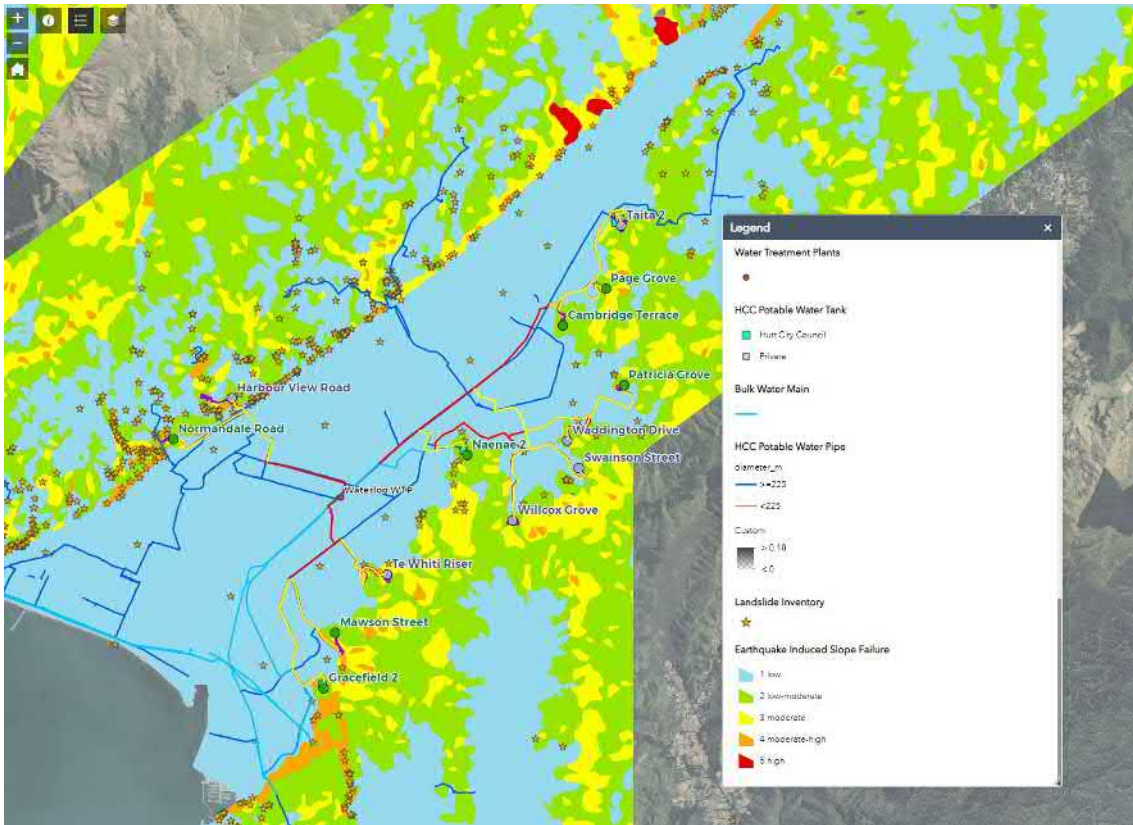 Taita 2
Page Grove
Cambridge Terrace
Patricia Grove
Harbour View Road
Normandale Road
Waddington Drive
Naenae 2
Swainson Street
Waterloo WTP
Willcox Grove
Te Whiti Riser
Mawson Street
Gracefield 2
Legend
Water Treatment Plants
HCC Potable Water Tank
Hutt City Council
Private
Bulk Water Main
HCC Potable Water Pipe
diameter_m
>=225
<225
Custom
> 0.18
< 0
Landslide Inventory
Earthquake Induced Slope Failure
1 low
2 low-moderate
3 moderate
4 moderate-high
5 high